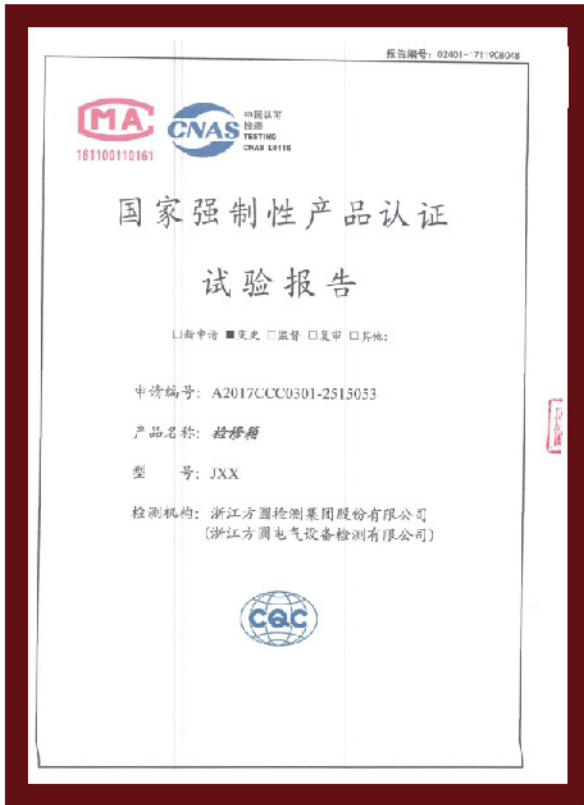 报告编号：02401-1711908048
MA
161100110161
CNAS
中国认可
检测
TESTING
CNAS L0116
国家强制性产品认证
试验报告
□新申请 ■变更 □监督 □复审 □其他：
申请编号：A2017CCC0301-2515053
产品名称：检修箱
型 号：JXX
检测机构：浙江方圆检测集团股份有限公司
（浙江方圆电气设备检测有限公司）
CQC